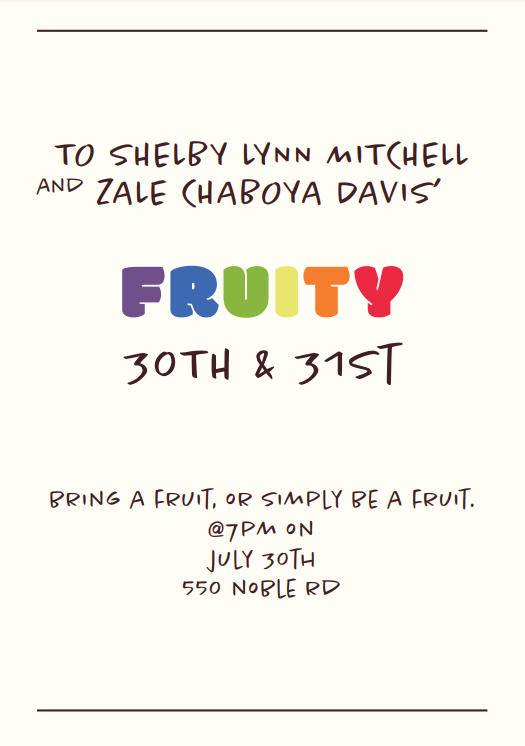 TO SHELBY LYNN MITCHELL
AND ZALE CHABOYA DAVIS'
FRUITY
30TH & 31ST
BRING A FRUIT, OR SIMPLY BE A FRUIT.
@7PM ON
JULY 30TH
550 NOBLE RD